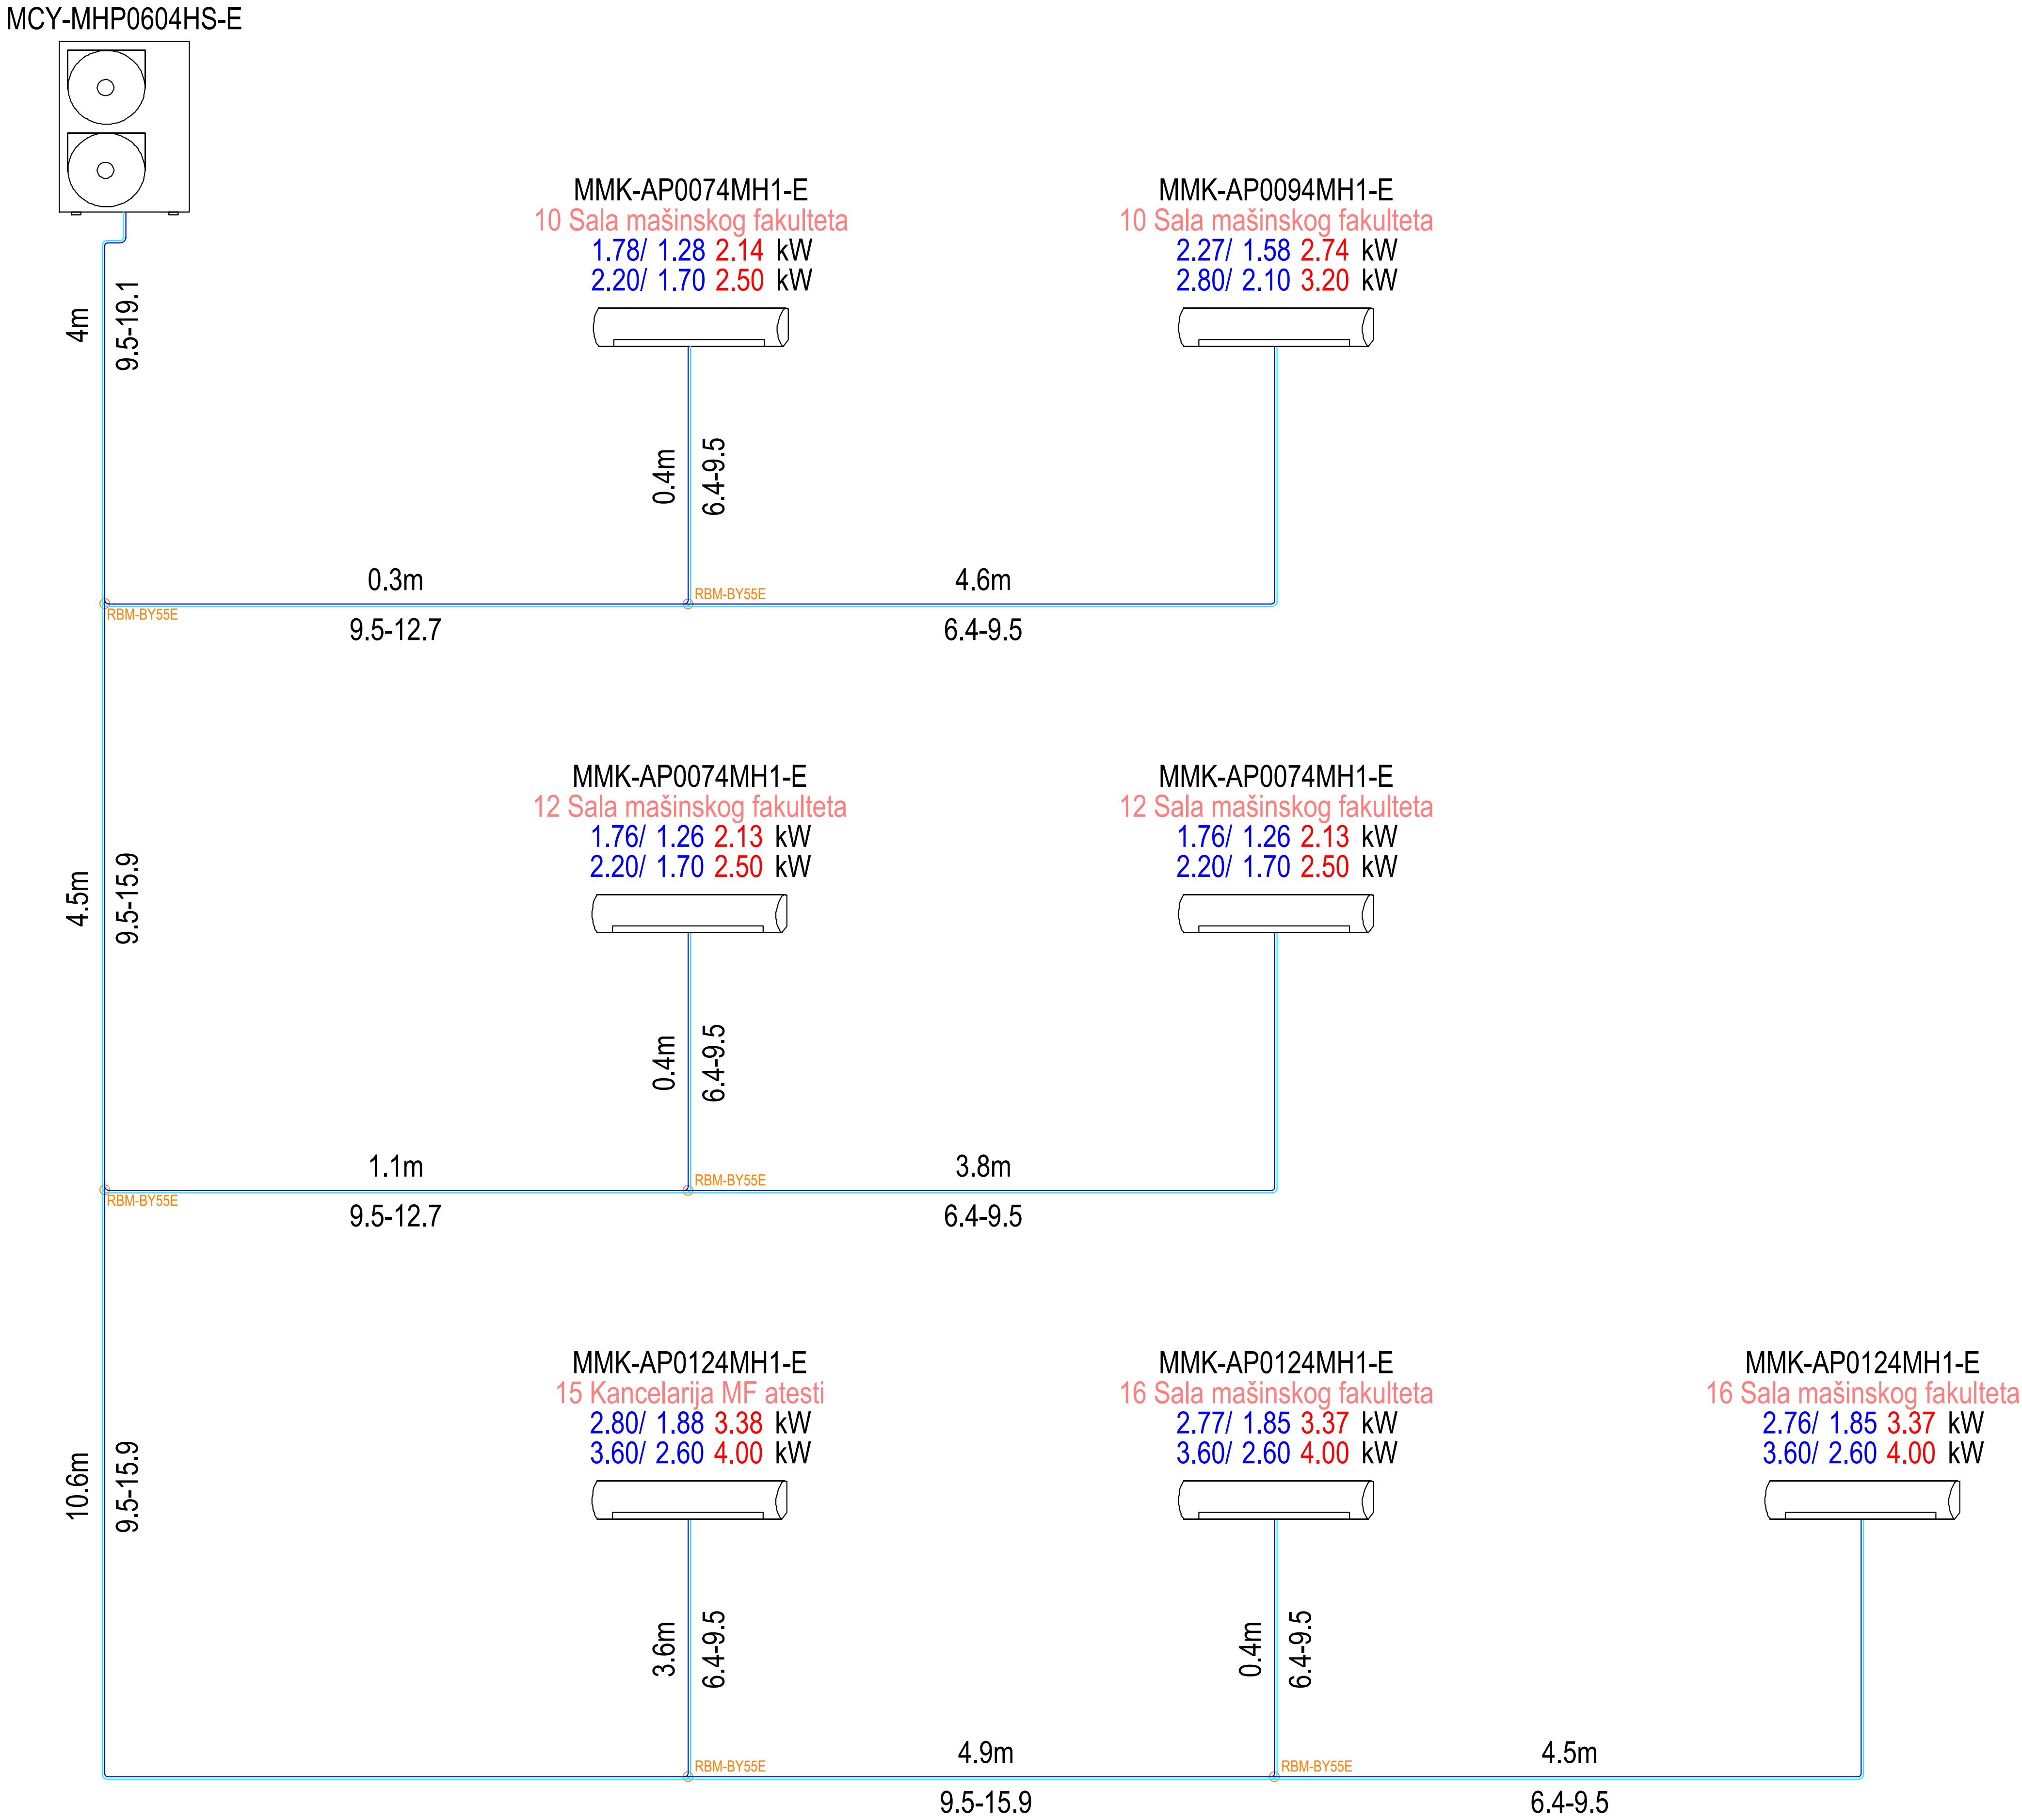 MCY-MHP0604HS-E
MMK-AP0074MH1-E
10 Sala mašinskog fakulteta
1.78/ 1.28 2.14 kW
2.20/ 1.70 2.50 kW
MMK-AP0094MH1-E
10 Sala mašinskog fakulteta
2.27/ 1.58 2.74 kW
2.80/ 2.10 3.20 kW
4m
9.5-19.1
0.4m
6.4-9.5
0.3m
RBM-BY55E
4.6m
RBM-BY55E
9.5-12.7
6.4-9.5
MMK-AP0074MH1-E
12 Sala mašinskog fakulteta
1.76/ 1.26 2.13 kW
2.20/ 1.70 2.50 kW
MMK-AP0074MH1-E
12 Sala mašinskog fakulteta
1.76/ 1.26 2.13 kW
2.20/ 1.70 2.50 kW
4.5m
9.5-15.9
0.4m
6.4-9.5
1.1m
RBM-BY55E
3.8m
RBM-BY55E
9.5-12.7
6.4-9.5
MMK-AP0124MH1-E
15 Kancelarija MF atesti
2.80/ 1.88 3.38 kW
3.60/ 2.60 4.00 kW
MMK-AP0124MH1-E
16 Sala mašinskog fakulteta
2.77/ 1.85 3.37 kW
3.60/ 2.60 4.00 kW
MMK-AP0124MH1-E
16 Sala mašinskog fakulteta
2.76/ 1.85 3.37 kW
3.60/ 2.60 4.00 kW
10.6m
9.5-15.9
3.6m
6.4-9.5
0.4m
6.4-9.5
RBM-BY55E
4.9m
RBM-BY55E
4.5m
9.5-15.9
6.4-9.5